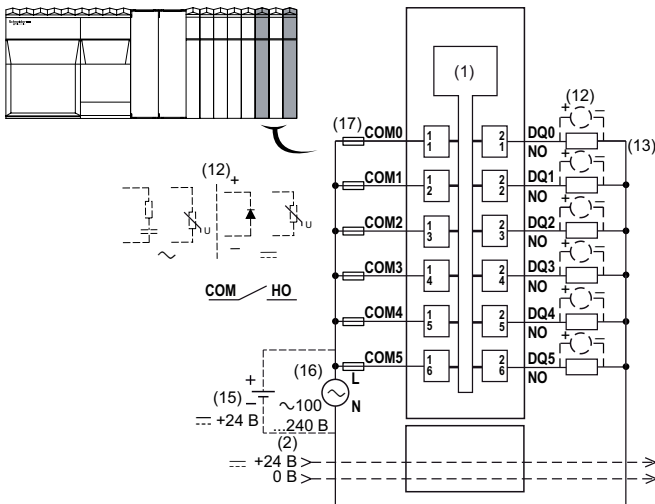 Schneider
(1)
(12)
(17) COM0 1 1 2 1 DQ0 NO (13)
COM1 1 2 2 2 DQ1 NO
(12) + U − U
COM2 1 3 2 3 DQ2 NO
COM HO
COM3 1 4 2 4 DQ3 NO
COM4 1 5 2 5 DQ4 NO
COM5 1 6 2 6 DQ5 NO
(16) L
N
~100
...240 В
(15) + −
+24 В
(2)
+24 В
0 В